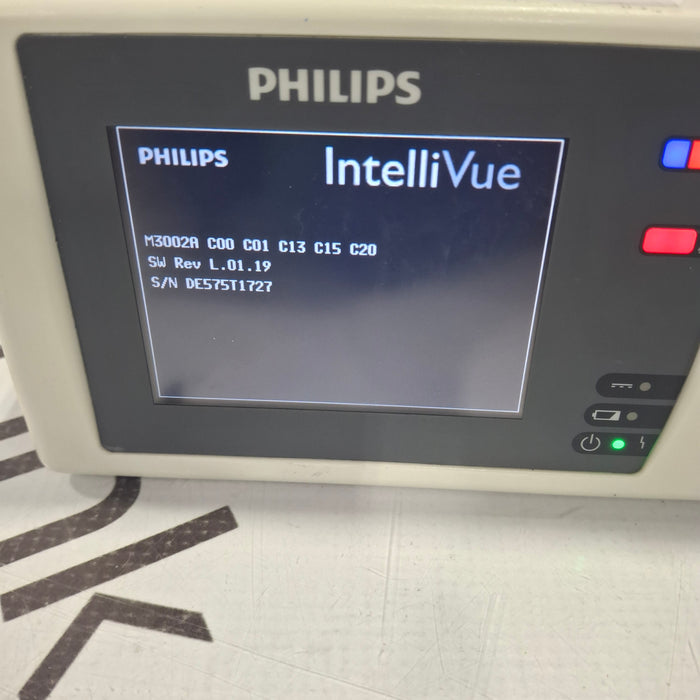 PHILIPS
PHILIPS IntelliVue
M3002A C00 C01 C13 C15 C20
SW Rev L.01.19
S/N DE575T1727